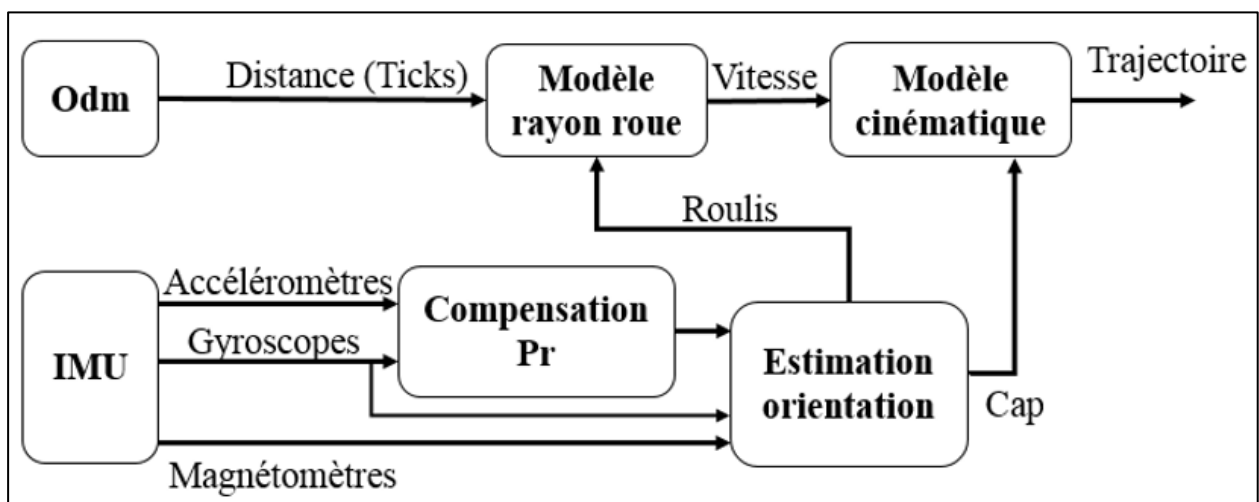 Odm
Distance (Ticks)
Modèle
rayon roue
Vitesse
Modèle
cinématique
Trajectoire
Roulis
IMU
Accéléromètres
Gyroscopes
Magnétomètres
Compensation
Pr
Estimation
orientation
Cap